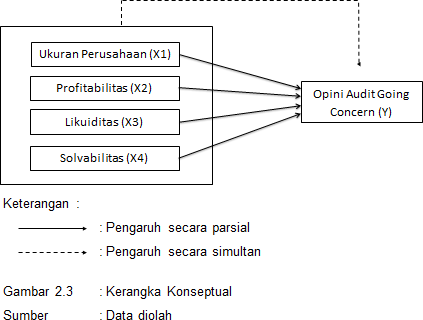 Ukuran Perusahaan (X1)
Profitabilitas (X2)
Likuiditas (X3)
Solvabilitas (X4)
Opini Audit Going
Concern (Y)
Keterangan :
: Pengaruh secara parsial
: Pengaruh secara simultan
Gambar 2.3 : Kerangka Konseptual
Sumber : Data diolah